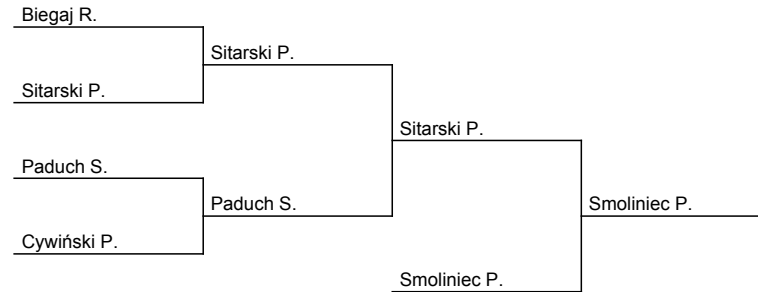 Biegaj R.
Sitarski P.
Sitarski P.
Sitarski P.
Paduch S.
Paduch S.
Smoliniec P.
Cywiński P.
Smoliniec P.